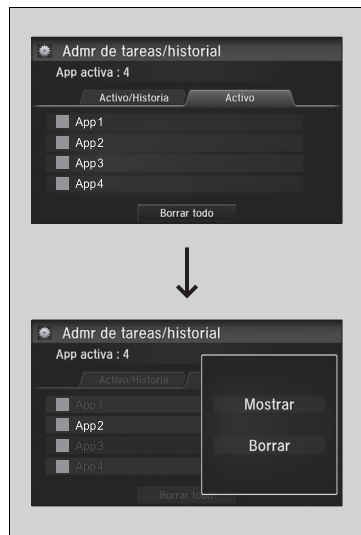 Admr de tareas/historial
App activa : 4
Activo/Historia Activo
App1
App2
App3
App4
Borrar todo
Admr de tareas/historial
App activa : 4
Activo/Historia
App1
App2
App3
App4
Mostrar
Borrar
Borrar todo